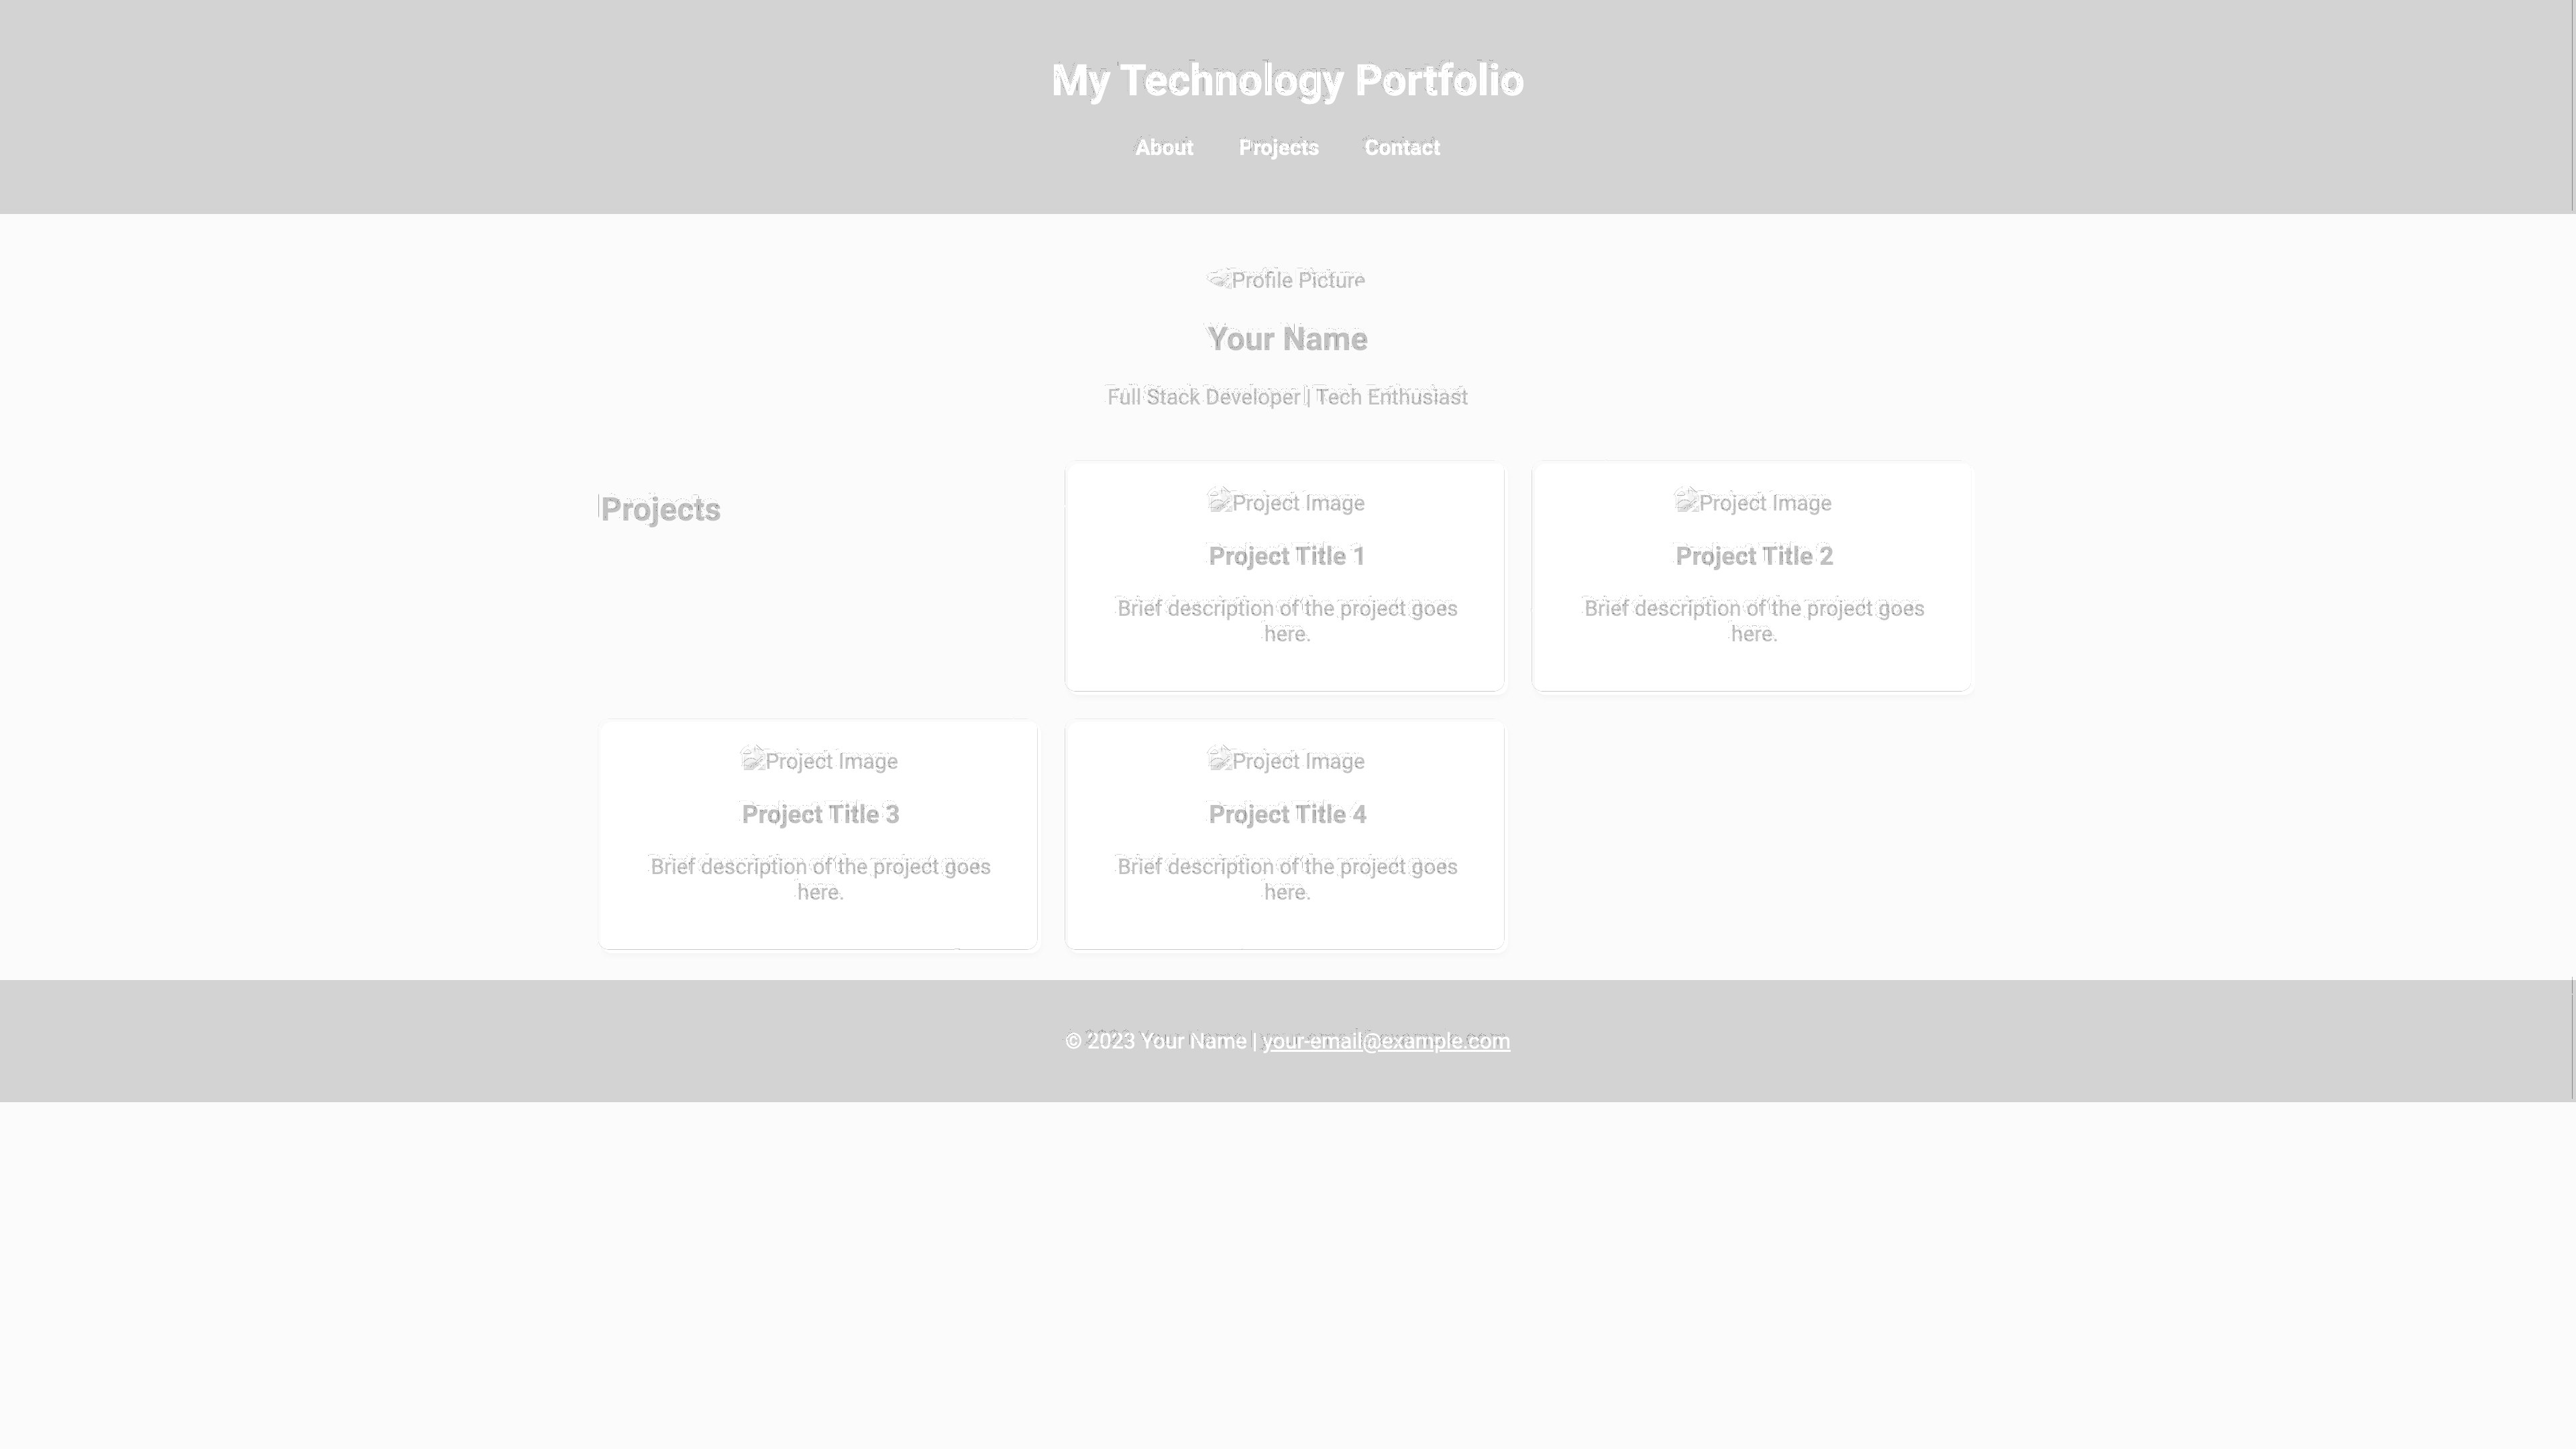 My Technology Portfolio
About Projects Contact
Profile Picture
Your Name
Full Stack Developer | Tech Enthusiast
Projects
Project Image
Project Title 1
Brief description of the project goes
here.
Project Image
Project Title 2
Brief description of the project goes
here.
Project Image
Project Title 3
Brief description of the project goes
here.
Project Image
Project Title 4
Brief description of the project goes
here.
© 2023 Your Name | your-email@example.com